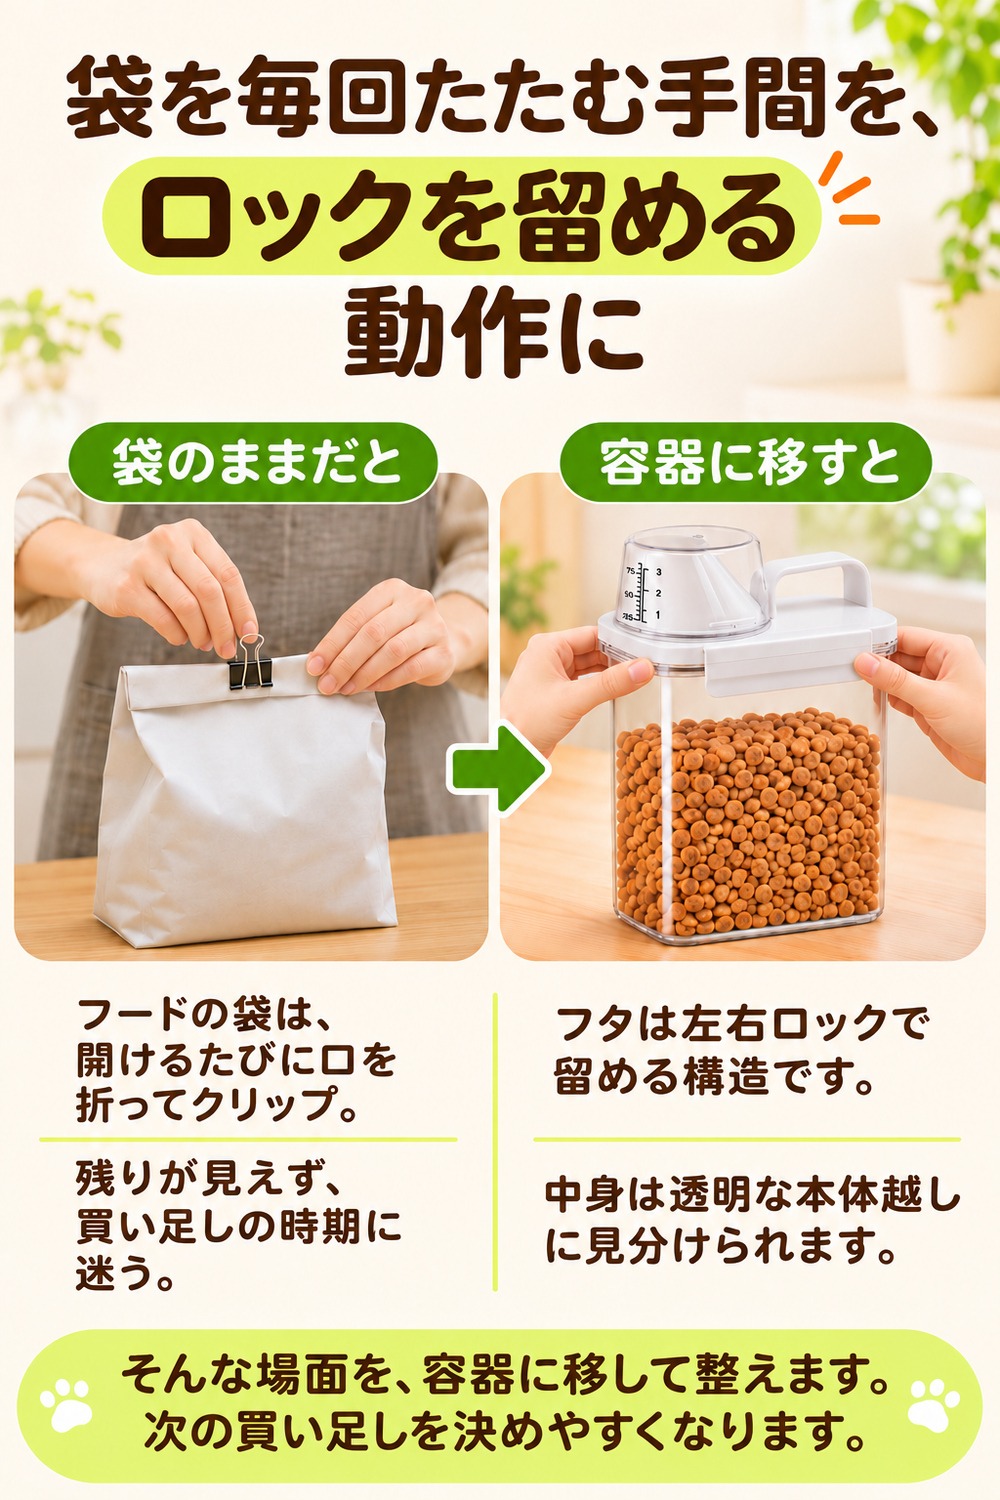 袋を毎回たたむ手間を、
ロックを留める
動作に
袋のままだと
容器に移すと
75 3
50 2
25 1
フードの袋は、
開けるたびに口を
折ってクリップ。
フタは左右ロックで
留める構造です。
残りが見えず、
買い足しの時期に
迷う。
中身は透明な本体越し
に見分けられます。
そんな場面を、容器に移して整えます。
次の買い足しを決めやすくなります。